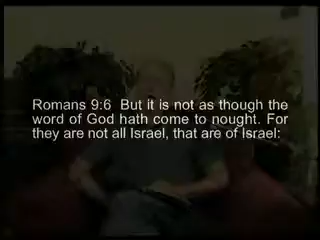 Romans 9:6 But it is not as though the
word of God hath come to nought. For
they are not all Israel, that are of Israel: